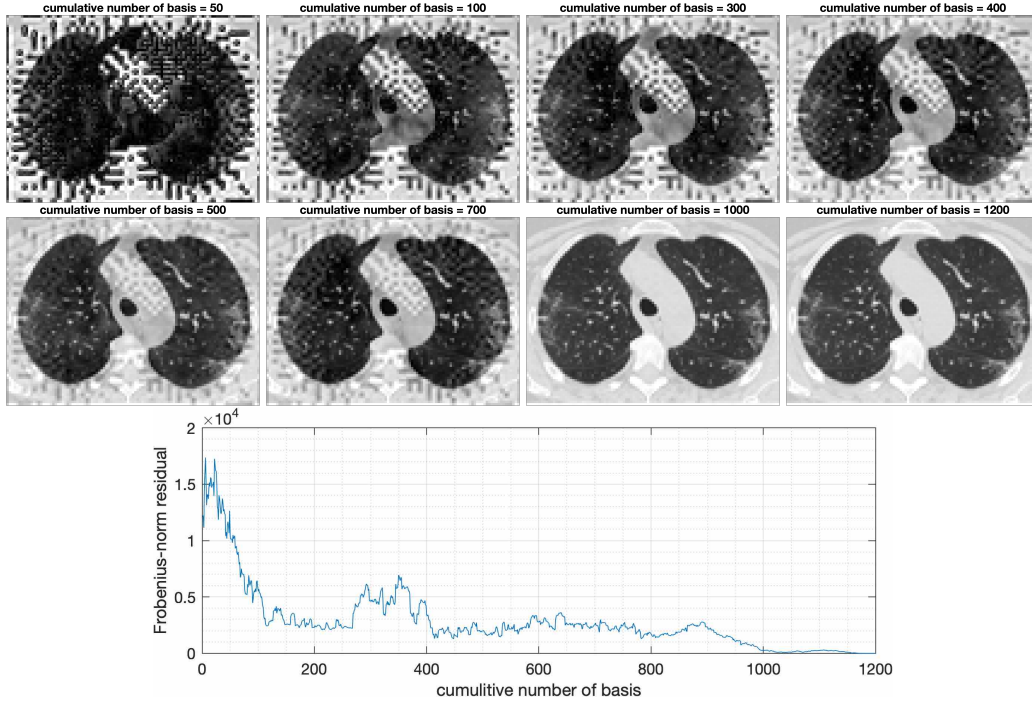 cumulative number of basis = 50
cumulative number of basis = 100
cumulative number of basis = 300
cumulative number of basis = 400
cumulative number of basis = 500
cumulative number of basis = 700
cumulative number of basis = 1000
cumulative number of basis = 1200
×10⁴
2
1.5
1
0.5
0
Frobenius-norm residual
0 200 400 600 800 1000 1200
cumulitive number of basis